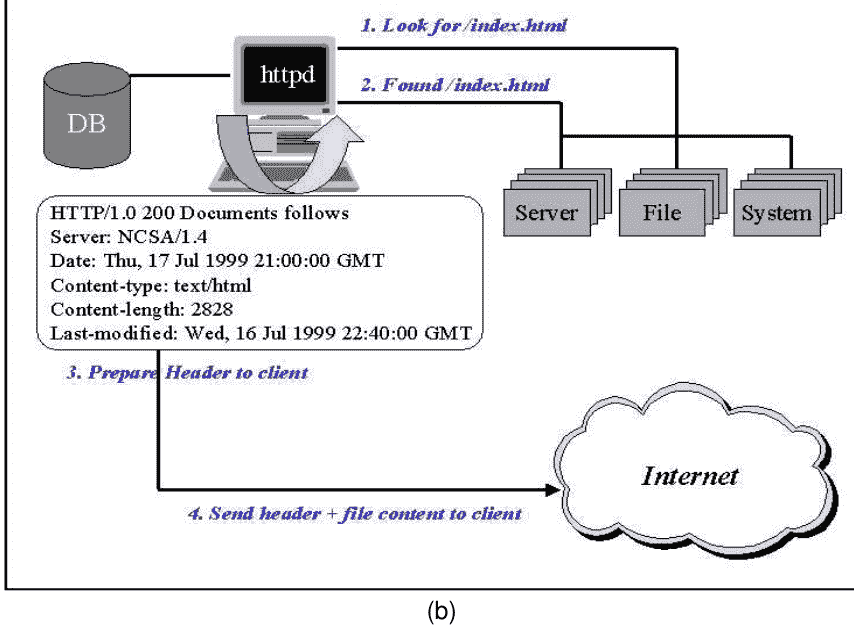 1. Look for /index.html
httpd
2. Found /index.html
DB
Server
File
System
HTTP/1.0 200 Documents follows
Server: NCSA/1.4
Date: Thu, 17 Jul 1999 21:00:00 GMT
Content-type: text/html
Content-length: 2828
Last-modified: Wed, 16 Jul 1999 22:40:00 GMT
3. Prepare Header to client
Internet
4. Send header + file content to client
(b)